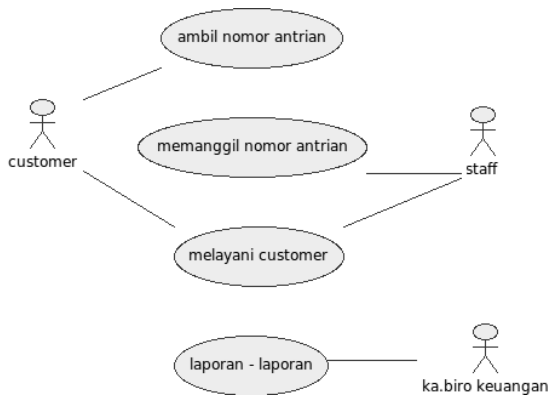 ambil nomor antrian
memanggil nomor antrian
customer
staff
melayani customer
laporan - laporan
ka.biro keuangan